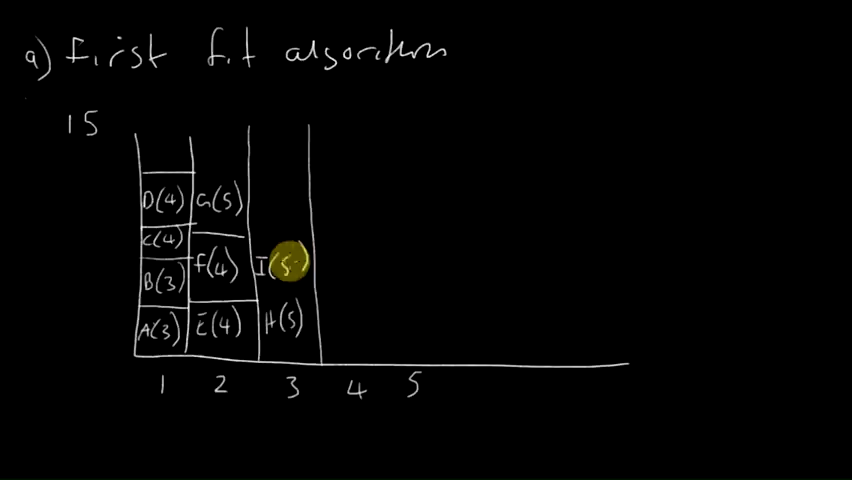 a) First fit algorithm
15
D(4) G(5)
C(4)
B(3) F(4) I(5)
A(3) E(4) H(5)
1 2 3 4 5